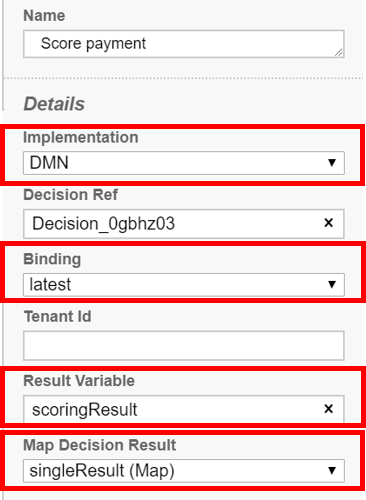 Name
Score payment
Details
Implementation
DMN
Decision Ref
Decision_0gbhz03
Binding
latest
Tenant Id
Result Variable
scoringResult
Map Decision Result
singleResult (Map)